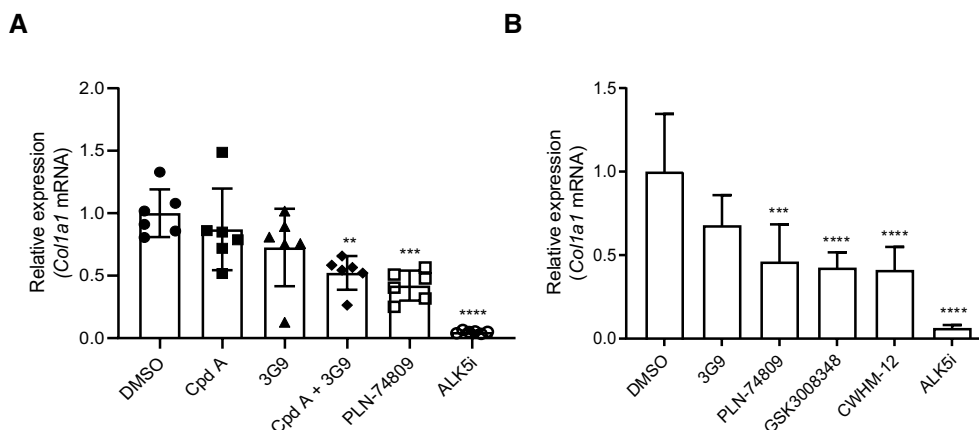 A
Relative expression
(Col1a1 mRNA)
2.0
1.5
1.0
0.5
0.0
**
***
****
DMSO
Cpd A
3G9
Cpd A + 3G9
PLN-74809
ALK5i
B
Relative expression
(Col1a1 mRNA)
1.5
1.0
0.5
0.0
***
****
****
****
DMSO
3G9
PLN-74809
GSK3008348
CWHM-12
ALK5i